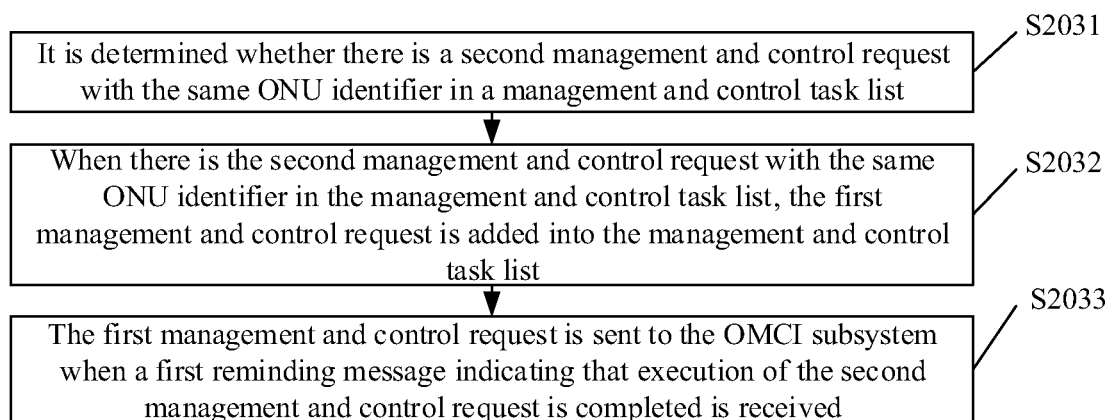 S2031
It is determined whether there is a second management and control request
with the same ONU identifier in a management and control task list
S2032
When there is the second management and control request with the same
ONU identifier in the management and control task list, the first
management and control request is added into the management and control
task list
S2033
The first management and control request is sent to the OMCI subsystem
when a first reminding message indicating that execution of the second
management and control request is completed is received